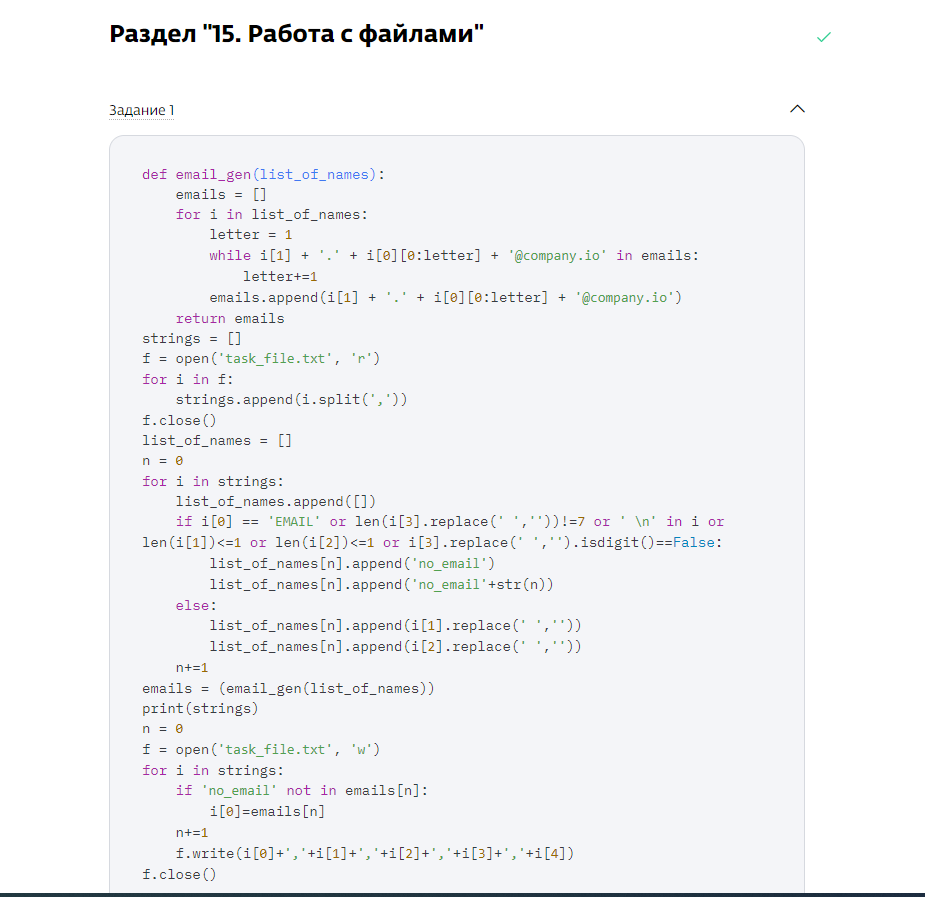 Раздел "15. Работа с файлами"
Задание 1
def email_gen(list_of_names):
    emails = []
    for i in list_of_names:
        letter = 1
        while i[1] + '.' + i[0][0:letter] + '@company.io' in emails:
            letter+=1
        emails.append(i[1] + '.' + i[0][0:letter] + '@company.io')
    return emails
strings = []
f = open('task_file.txt', 'r')
for i in f:
    strings.append(i.split(','))
f.close()
list_of_names = []
n = 0
for i in strings:
    list_of_names.append([])
    if i[0] == 'EMAIL' or len(i[3].replace(' ',''))!=7 or ' \n' in i or
len(i[1])<=1 or len(i[2])<=1 or i[3].replace(' ','').isdigit()==False:
        list_of_names[n].append('no_email')
        list_of_names[n].append('no_email'+str(n))
    else:
        list_of_names[n].append(i[1].replace(' ',''))
        list_of_names[n].append(i[2].replace(' ',''))
    n+=1
emails = (email_gen(list_of_names))
print(strings)
n = 0
f = open('task_file.txt', 'w')
for i in strings:
    if 'no_email' not in emails[n]:
        i[0]=emails[n]
    n+=1
    f.write(i[0]+','+i[1]+','+i[2]+','+i[3]+','+i[4])
f.close()